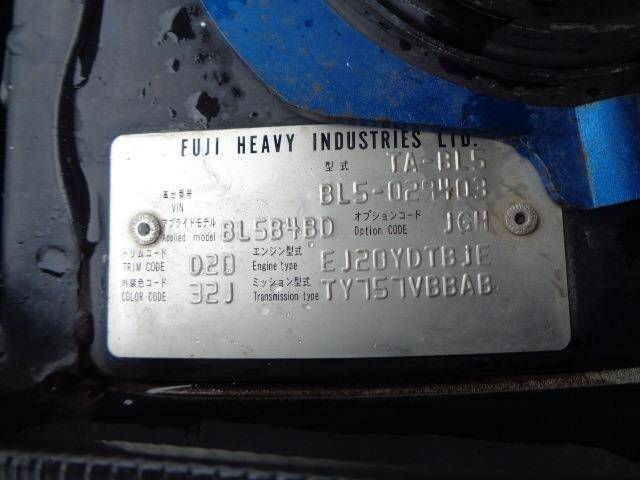 FUJI HEAVY INDUSTRIES LTD.
型式 TA-BL5
車台番号 VIN BL5-029403
アプライドモデル Applied model BL5B4BD オプションコード Option CODE JGH
トリムコード TRIM CODE 020 エンジン型式 Engine type EJ20YDTBJE
外装色コード COLOR CODE 32J ミッション型式 Transmission type TY757VBBAB